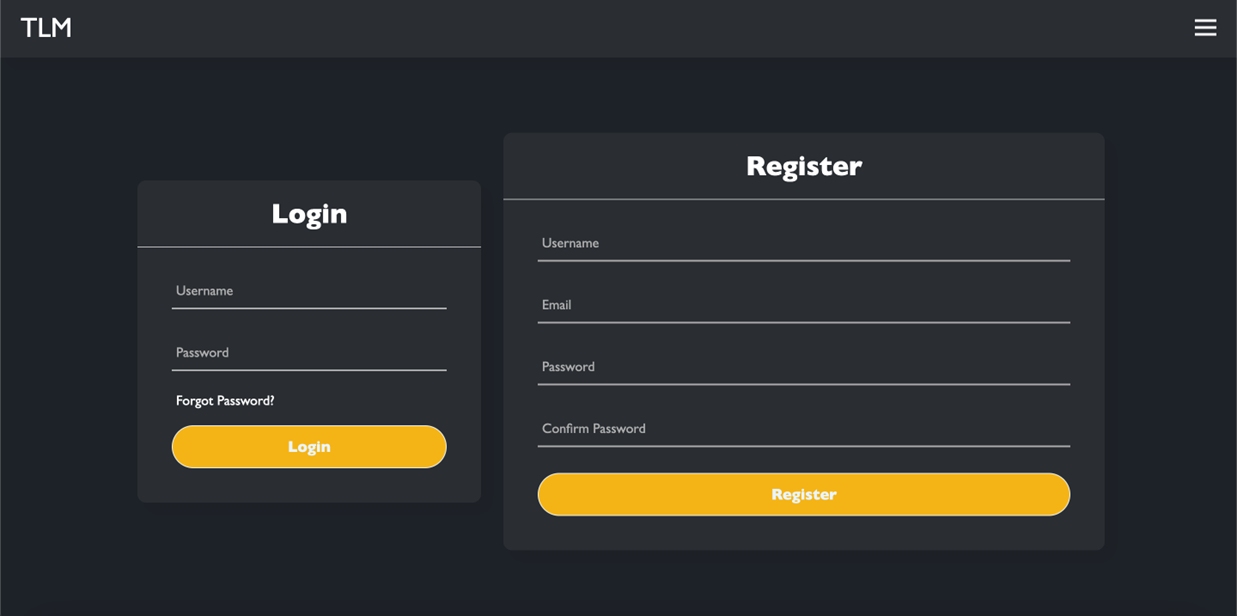 TLM
Login
Username
Password
Forgot Password?
Login
Register
Username
Email
Password
Confirm Password
Register